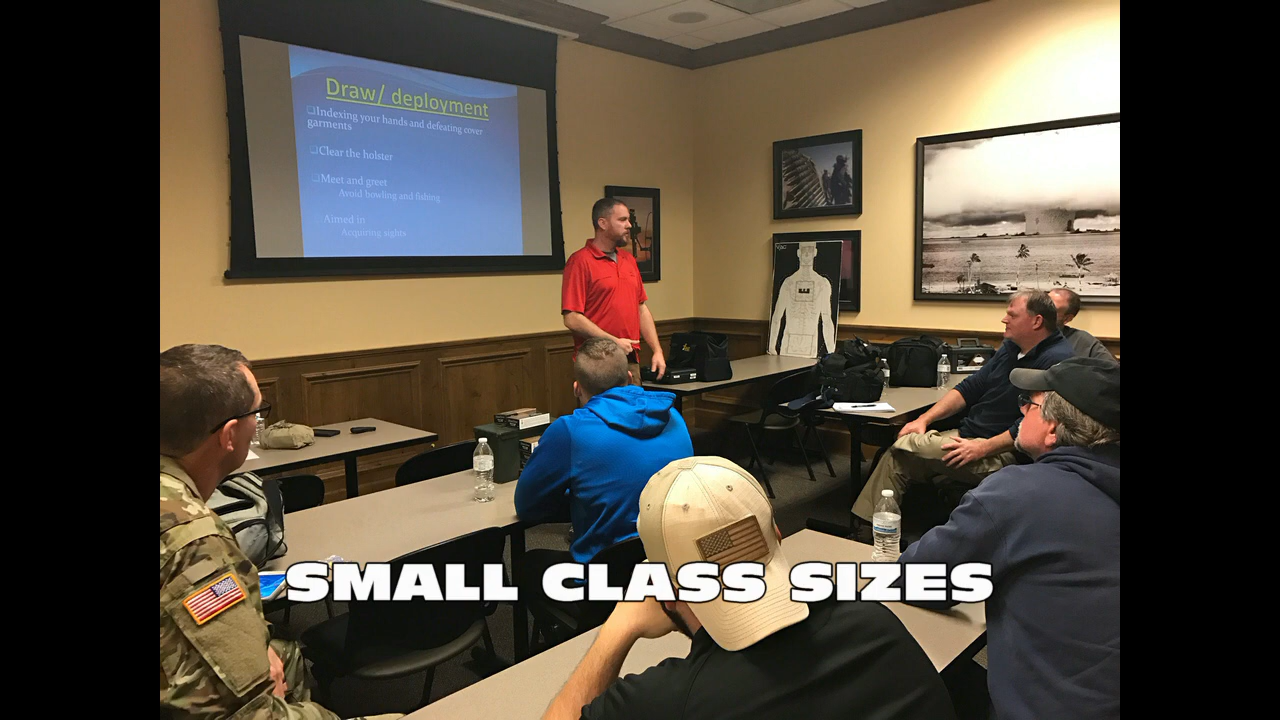 Draw/ deployment
❑Indexing your hands and defeating cover
garments
❑Clear the holster
❑Meet and greet
Avoid bowling and fishing
Aimed in
Acquiring sights
SMALL CLASS SIZES